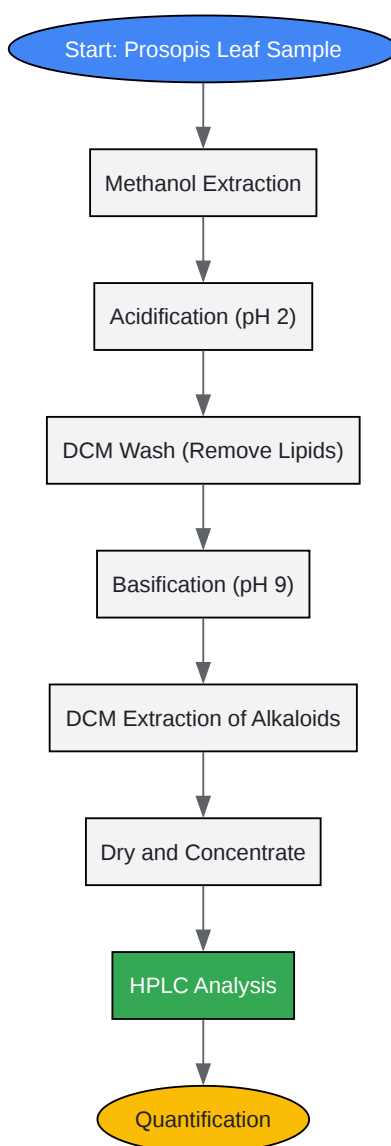 Start: Prosopis Leaf Sample
Methanol Extraction
Acidification (pH 2)
DCM Wash (Remove Lipids)
Basification (pH 9)
DCM Extraction of Alkaloids
Dry and Concentrate
HPLC Analysis
Quantification